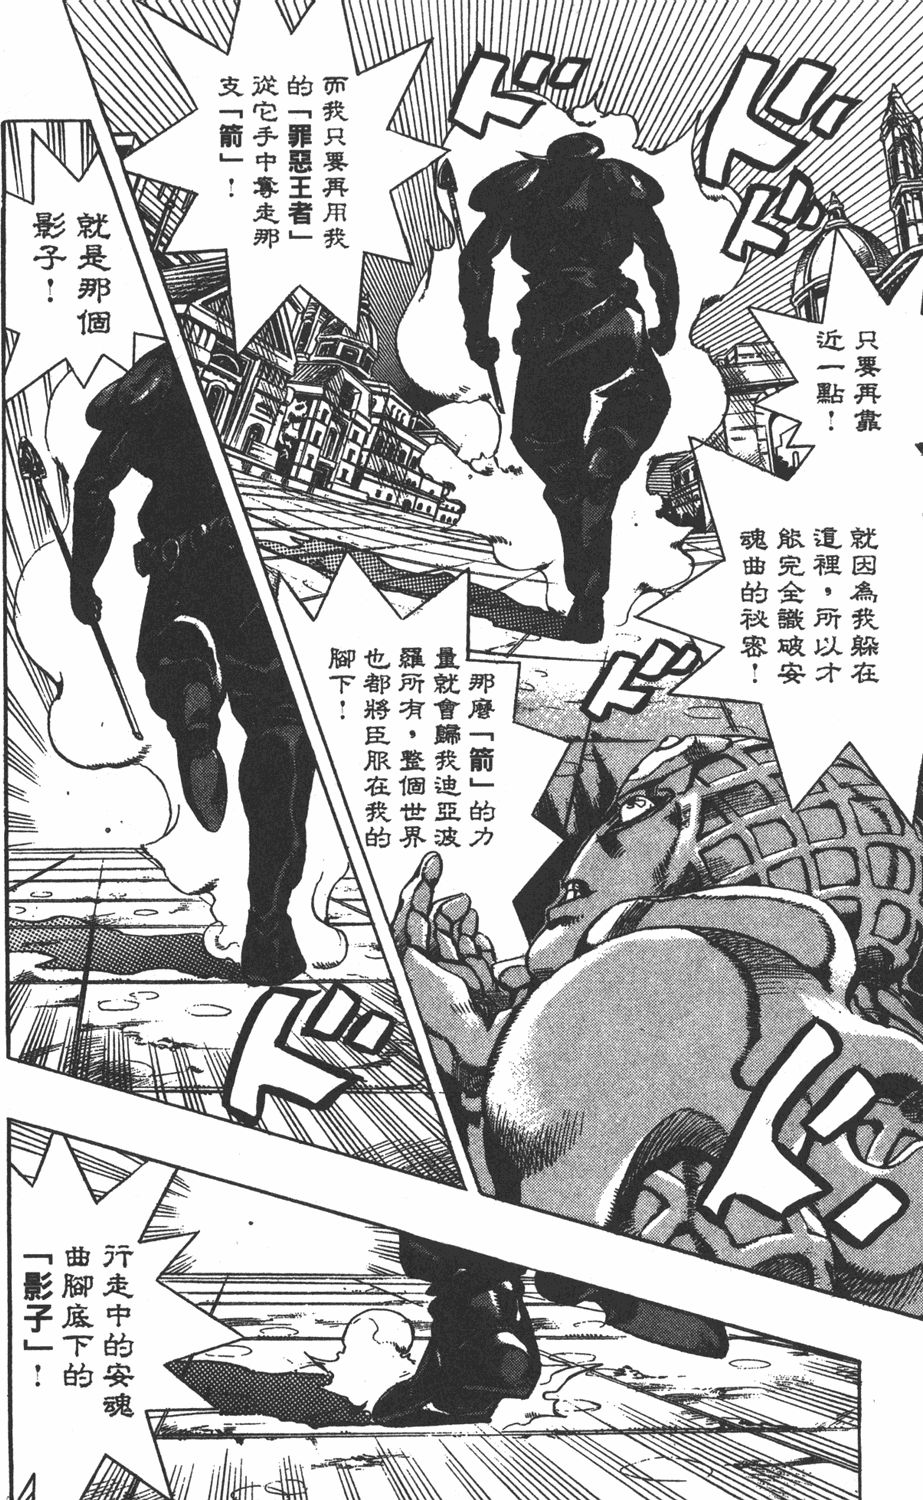 只要再靠
近一點！
就因為我躲在
這裡，所以才
能完全識破安
魂曲的祕密！
而我只要再用我
的「罪惡王者」
從它手中奪走那
支「箭」！
那麼「箭」的力
量就會歸我迪亞波
羅所有，整個世界
也都將臣服在我的
腳下！
就是那個
影子！
行走中的安魂
曲腳底下的
「影子」！
ドド
ドド
ドド
ド
ド